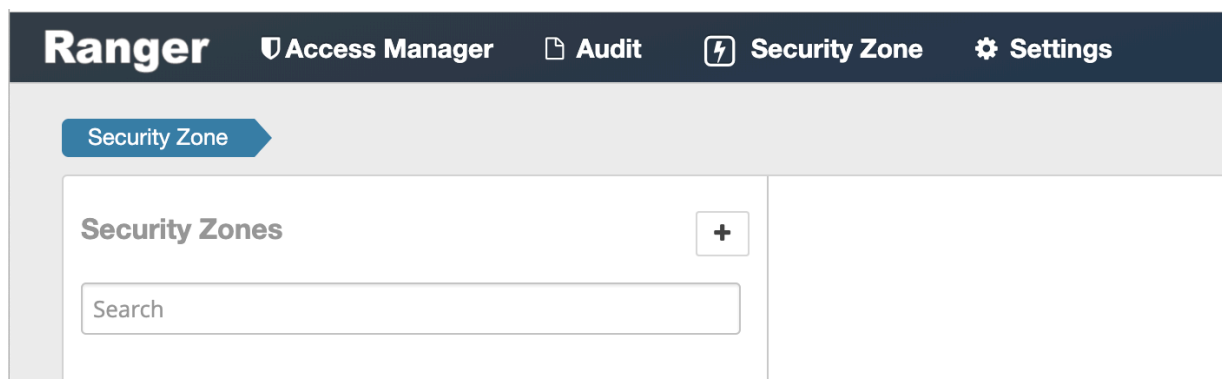 Ranger Access Manager Audit Security Zone Settings
Security Zone
Security Zones +
Search